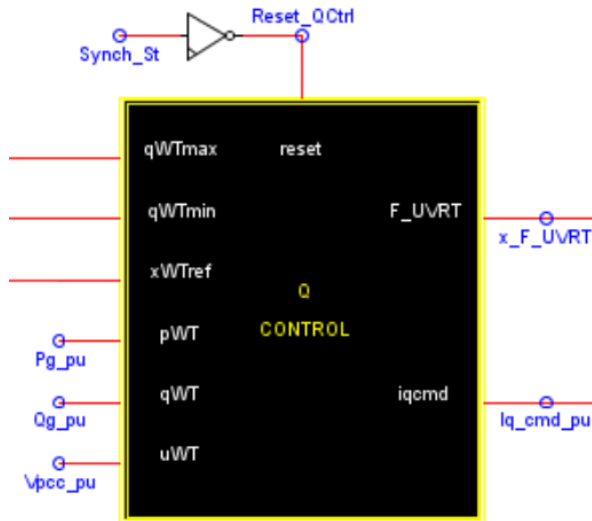 Reset_QCtrl
Synch_St
qWTmax
reset
qWTmin
F_UVRT
x_F_UVRT
xWTref
Q
CONTROL
pWT
Pg_pu
qWT
iqcmd
Qg_pu
Iq_cmd_pu
uWT
Vpcc_pu